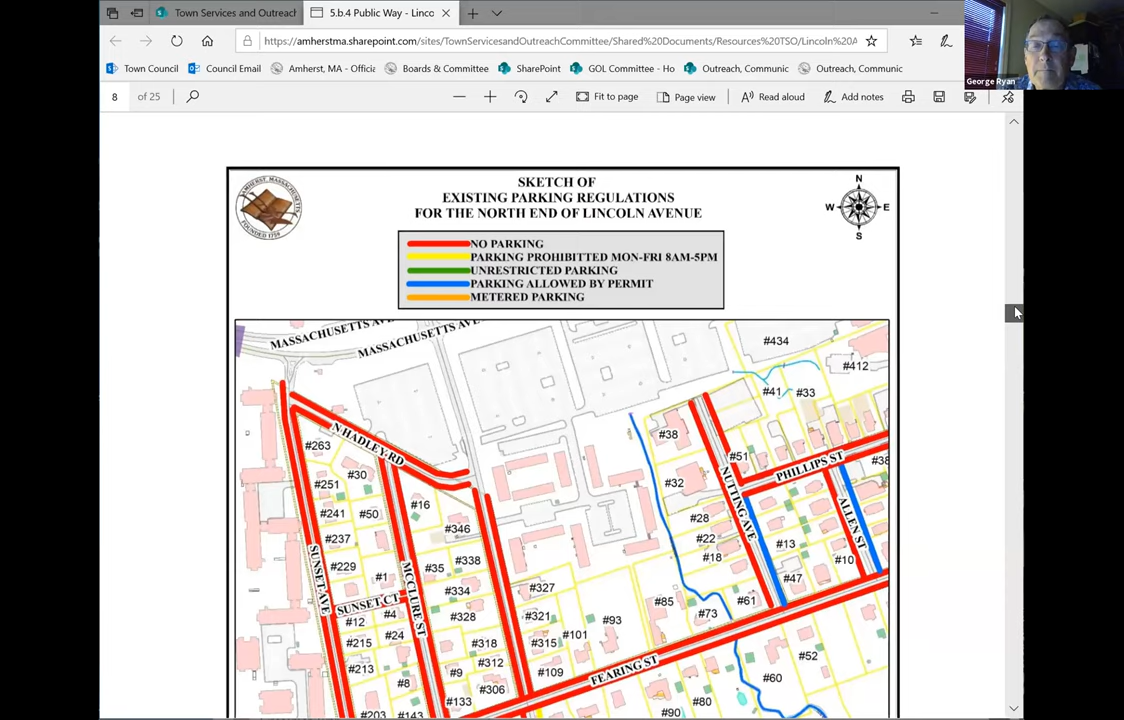 Town Services and Outreach
5.b.4 Public Way - Linco
https://amherstma.sharepoint.com/sites/TownServicesandOutreachCommittee/Shared%20Documents/Resources%20TSO/Lincoln%20A
Town Council
Council Email
Amherst, MA - Officia
Boards & Committee
SharePoint
GOL Committee - Ho
Outreach, Communic
Outreach, Communic
George Ryan
8 of 25
Fit to page
Page view
Read aloud
Add notes
SKETCH OF
EXISTING PARKING REGULATIONS
FOR THE NORTH END OF LINCOLN AVENUE
N
W E
S
NO PARKING
PARKING PROHIBITTED MON-FRI 8AM-5PM
UNRESTRICTED PARKING
PARKING ALLOWED BY PERMIT
METERED PARKING
MASSACHUSETTS AVE
MASSACHUSETTS AVE
#434
#412
#41
#33
#38
#263
N HADLEY RD
#51
PHILLIPS ST
#38
#30
#251
#32
NUTTING AVE
#16
#241
#50
#28
ALLEN ST
#346
#237
#22
#13
#18
#10
#229
#35
#338
SUNSET AVE
#1
MCCLURE ST
#47
#327
#334
SUNSET CT
#85
#61
#4
#12
#328
#321
#93
#73
#24
#101
#215
#318
#315
#52
#312
#213
#9
#109
FEARING ST
#60
#8
#306
#133
#80
#90
#203
#143